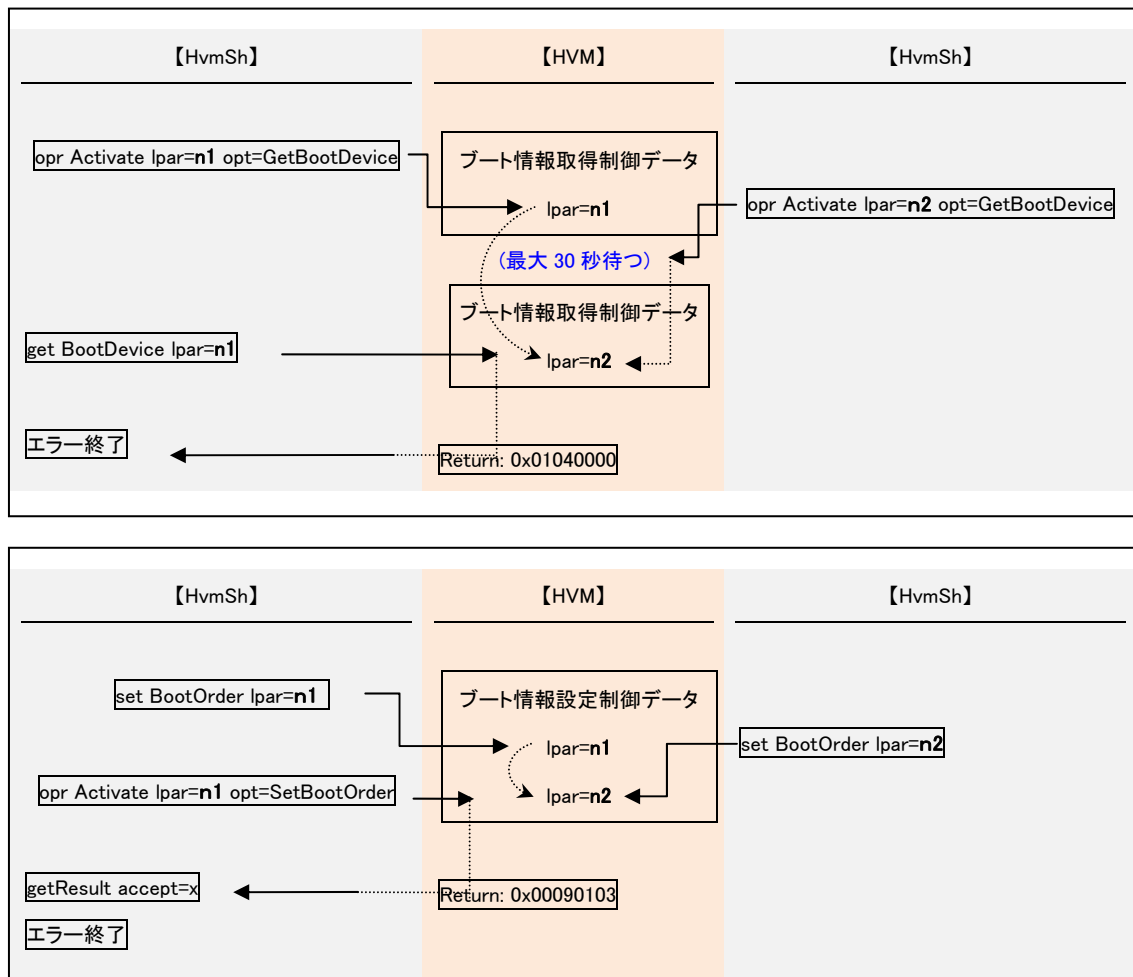 【HvmSh】
【HVM】
【HvmSh】
opr Activate lpar=n1 opt=GetBootDevice
ブート情報取得制御データ
lpar=n1
opr Activate lpar=n2 opt=GetBootDevice
(最大 30 秒待つ)
ブート情報取得制御データ
get BootDevice lpar=n1
lpar=n2
エラー終了
Return: 0x01040000
【HvmSh】
【HVM】
【HvmSh】
set BootOrder lpar=n1
ブート情報設定制御データ
lpar=n1
set BootOrder lpar=n2
opr Activate lpar=n1 opt=SetBootOrder
lpar=n2
getResult accept=x
Return: 0x00090103
エラー終了